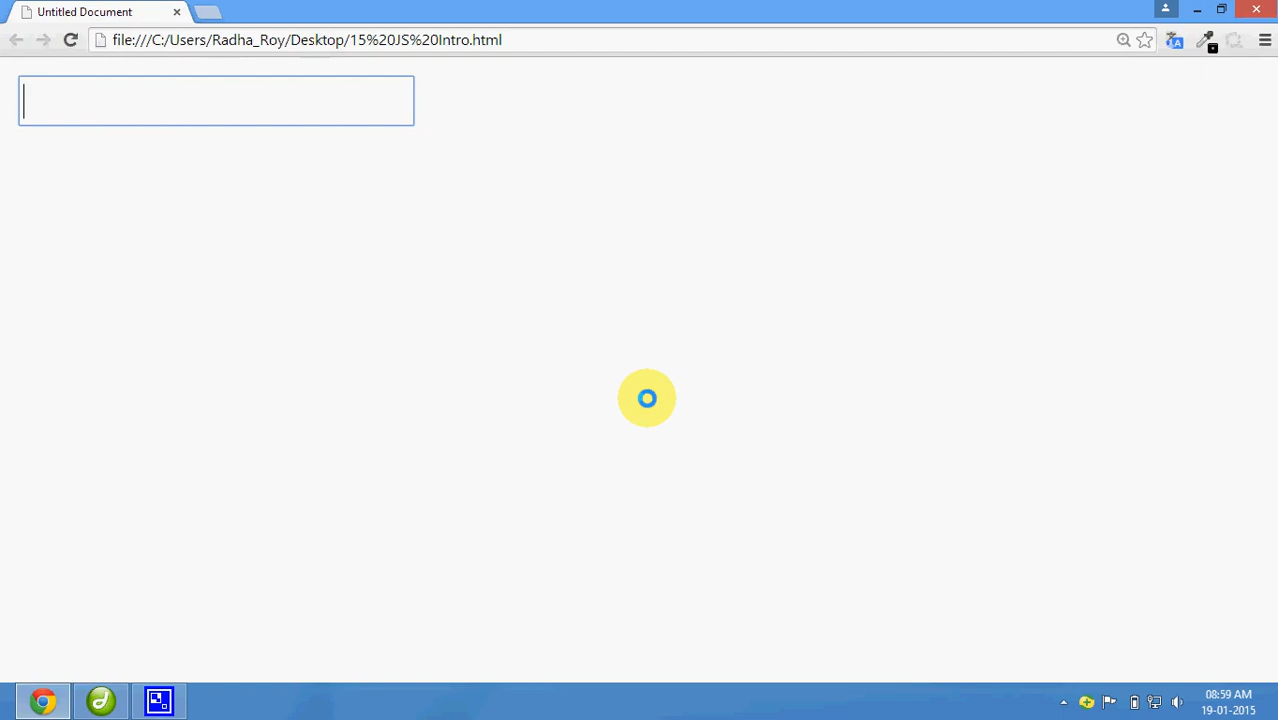 Untitled Document
file:///C:/Users/Radha_Roy/Desktop/15%20JS%20Intro.html
08:59 AM
19-01-2015